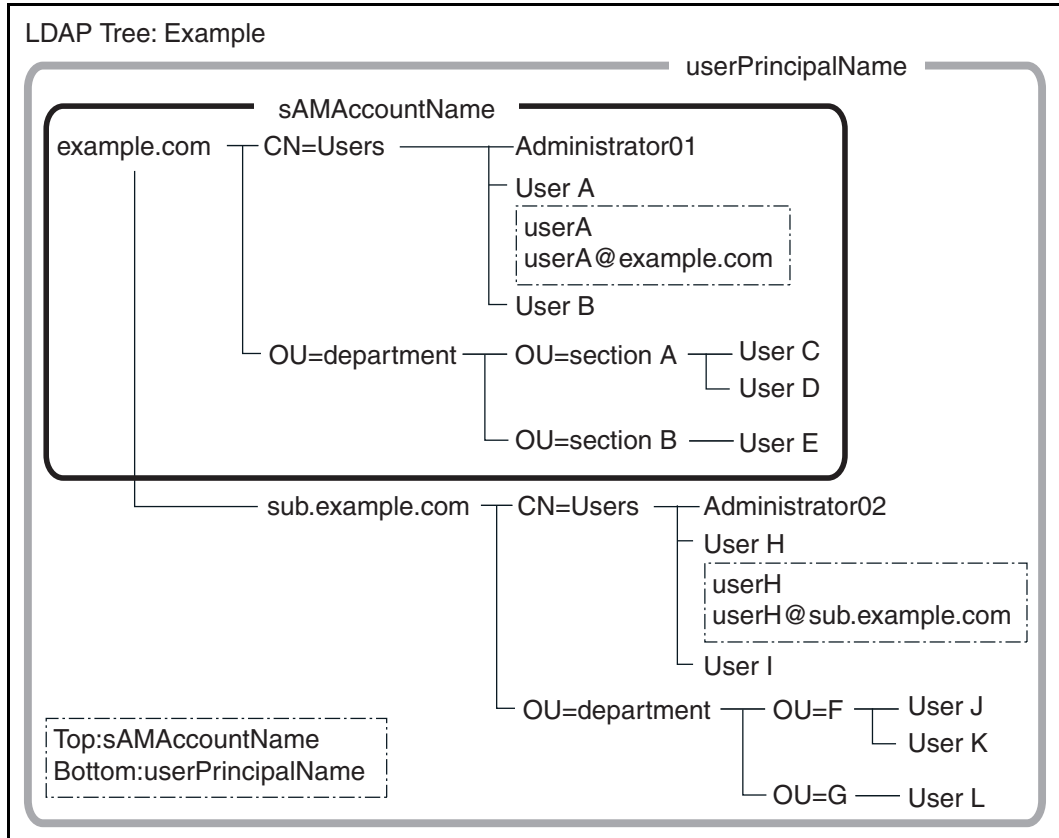 LDAP Tree: Example
userPrincipalName
sAMAccountName
example.com
CN=Users
Administrator01
User A
userA
userA@example.com
User B
OU=department
OU=section A
User C
User D
OU=section B
User E
sub.example.com
CN=Users
Administrator02
User H
userH
userH@sub.example.com
User I
OU=department
OU=F
User J
User K
OU=G
User L
Top:sAMAccountName
Bottom:userPrincipalName